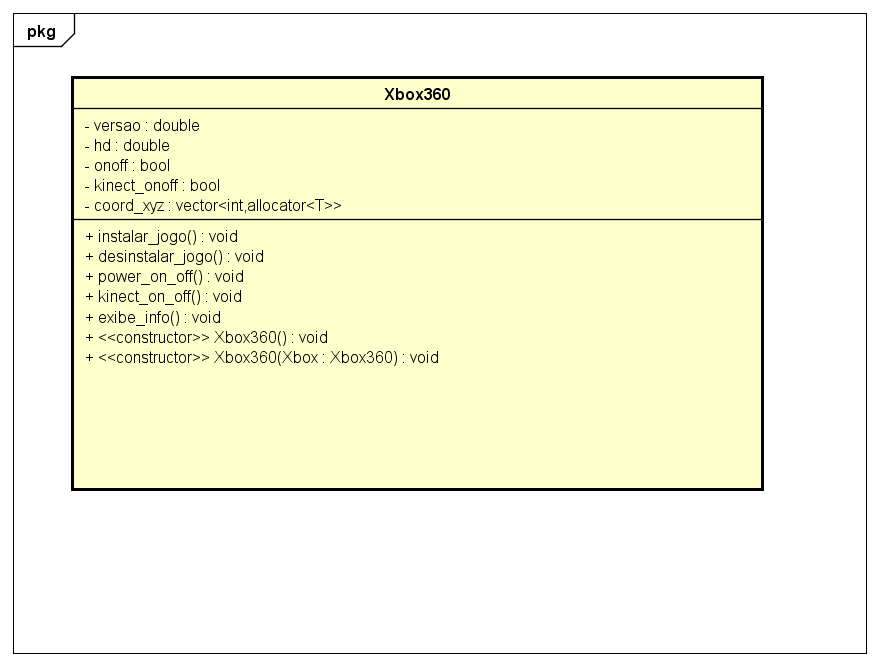 pkg
Xbox360
- versao : double
- hd : double
- onoff : bool
- kinect_onoff : bool
- coord_xyz : vector<int,allocator<T>>
+ instalar_jogo() : void
+ desinstalar_jogo() : void
+ power_on_off() : void
+ kinect_on_off() : void
+ exibe_info() : void
+ <<constructor>> Xbox360() : void
+ <<constructor>> Xbox360(Xbox : Xbox360) : void